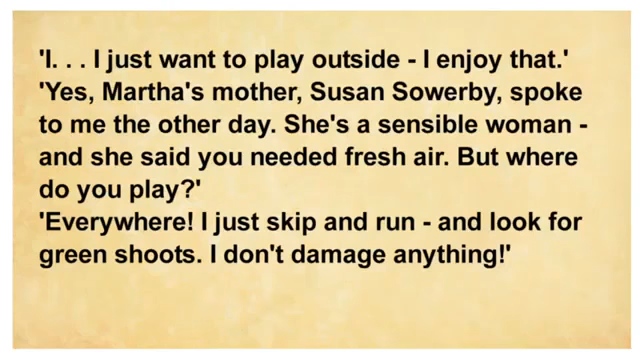 'I. . . I just want to play outside - I enjoy that.'
'Yes, Martha's mother, Susan Sowerby, spoke
to me the other day. She's a sensible woman -
and she said you needed fresh air. But where
do you play?'
'Everywhere! I just skip and run - and look for
green shoots. I don't damage anything!'